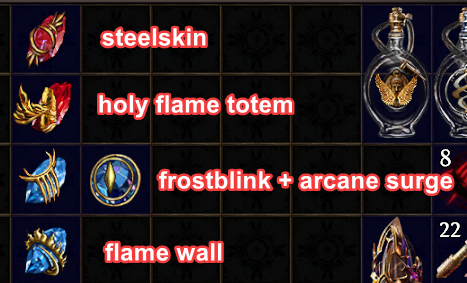 steelskin
holy flame totem
frostblink + arcane surge
8
flame wall
22